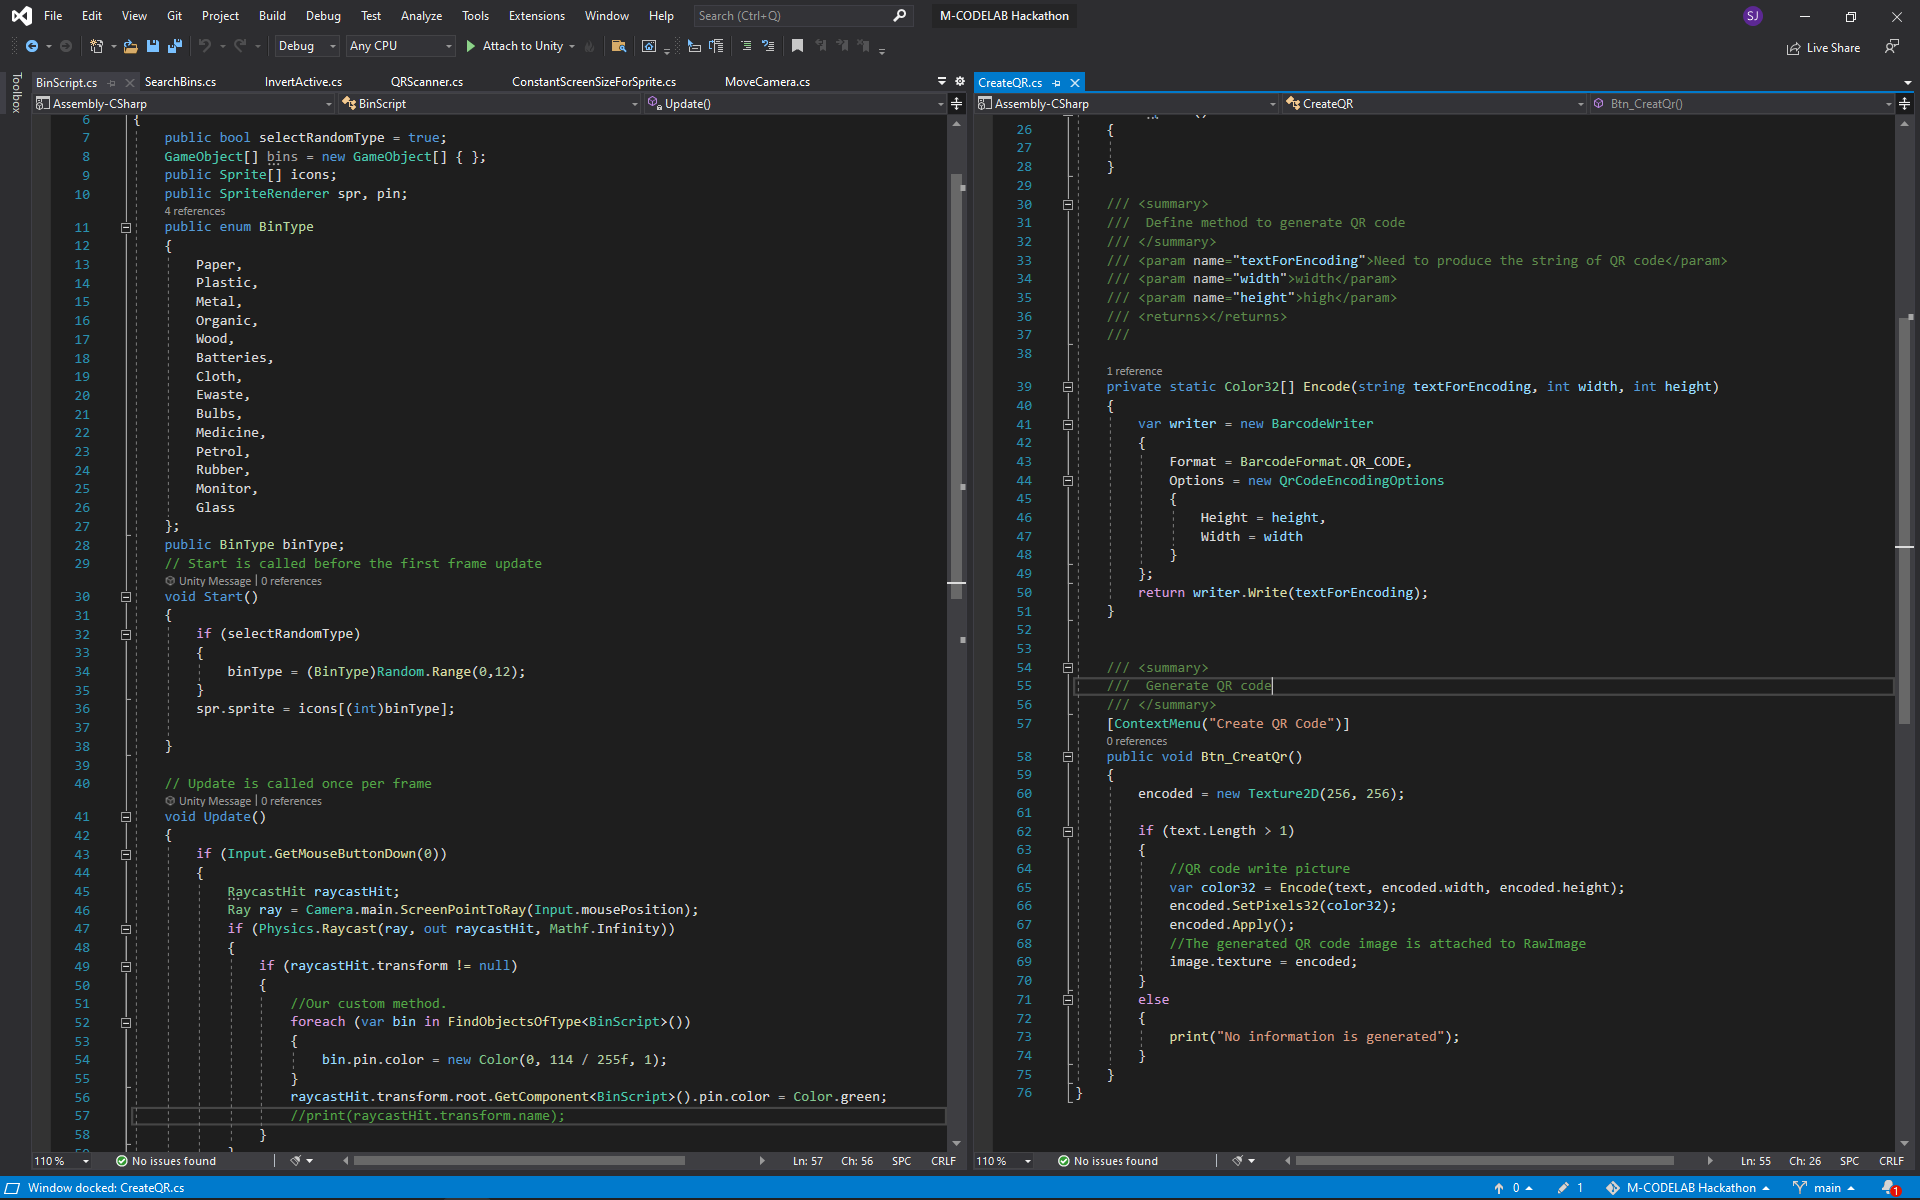 File Edit View Git Project Build Debug Test Analyze Tools Extensions Window Help Search (Ctrl+Q) M-CODELAB Hackathon SJ
Debug Any CPU Attach to Unity Live Share
Toolbox
BinScript.cs SearchBins.cs InvertActive.cs QRScanner.cs ConstantScreenSizeForSprite.cs MoveCamera.cs
Assembly-CSharp BinScript Update()
6 {
7 public bool selectRandomType = true;
8 GameObject[] bins = new GameObject[] { };
9 public Sprite[] icons;
10 public SpriteRenderer spr, pin;
4 references
11 public enum BinType
12 {
13 Paper,
14 Plastic,
15 Metal,
16 Organic,
17 Wood,
18 Batteries,
19 Cloth,
20 Ewaste,
21 Bulbs,
22 Medicine,
23 Petrol,
24 Rubber,
25 Monitor,
26 Glass
27 };
28 public BinType binType;
29 // Start is called before the first frame update
Unity Message | 0 references
30 void Start()
31 {
32 if (selectRandomType)
33 {
34 binType = (BinType)Random.Range(0,12);
35 }
36 spr.sprite = icons[(int)binType];
37
38 }
39
40 // Update is called once per frame
Unity Message | 0 references
41 void Update()
42 {
43 if (Input.GetMouseButtonDown(0))
44 {
45 RaycastHit raycastHit;
46 Ray ray = Camera.main.ScreenPointToRay(Input.mousePosition);
47 if (Physics.Raycast(ray, out raycastHit, Mathf.Infinity))
48 {
49 if (raycastHit.transform != null)
50 {
51 //Our custom method.
52 foreach (var bin in FindObjectsOfType<BinScript>())
53 {
54 bin.pin.color = new Color(0, 114 / 255f, 1);
55 }
56 raycastHit.transform.root.GetComponent<BinScript>().pin.color = Color.green;
57 //print(raycastHit.transform.name);
58 }
110 % No issues found Ln: 57 Ch: 56 SPC CRLF
CreateQR.cs
Assembly-CSharp CreateQR Btn_CreatQr()
26 {
27
28 }
29
30 /// <summary>
31 /// Define method to generate QR code
32 /// </summary>
33 /// <param name="textForEncoding">Need to produce the string of QR code</param>
34 /// <param name="width">width</param>
35 /// <param name="height">high</param>
36 /// <returns></returns>
37 ///
38
1 reference
39 private static Color32[] Encode(string textForEncoding, int width, int height)
40 {
41 var writer = new BarcodeWriter
42 {
43 Format = BarcodeFormat.QR_CODE,
44 Options = new QrCodeEncodingOptions
45 {
46 Height = height,
47 Width = width
48 }
49 };
50 return writer.Write(textForEncoding);
51 }
52
53
54 /// <summary>
55 /// Generate QR code
56 /// </summary>
57 [ContextMenu("Create QR Code")]
0 references
58 public void Btn_CreatQr()
59 {
60 encoded = new Texture2D(256, 256);
61
62 if (text.Length > 1)
63 {
64 //QR code write picture
65 var color32 = Encode(text, encoded.width, encoded.height);
66 encoded.SetPixels32(color32);
67 encoded.Apply();
68 //The generated QR code image is attached to RawImage
69 image.texture = encoded;
70 }
71 else
72 {
73 print("No information is generated");
74 }
75 }
76 }
110 % No issues found Ln: 55 Ch: 26 SPC CRLF
Window docked: CreateQR.cs 0 1 M-CODELAB Hackathon main 1